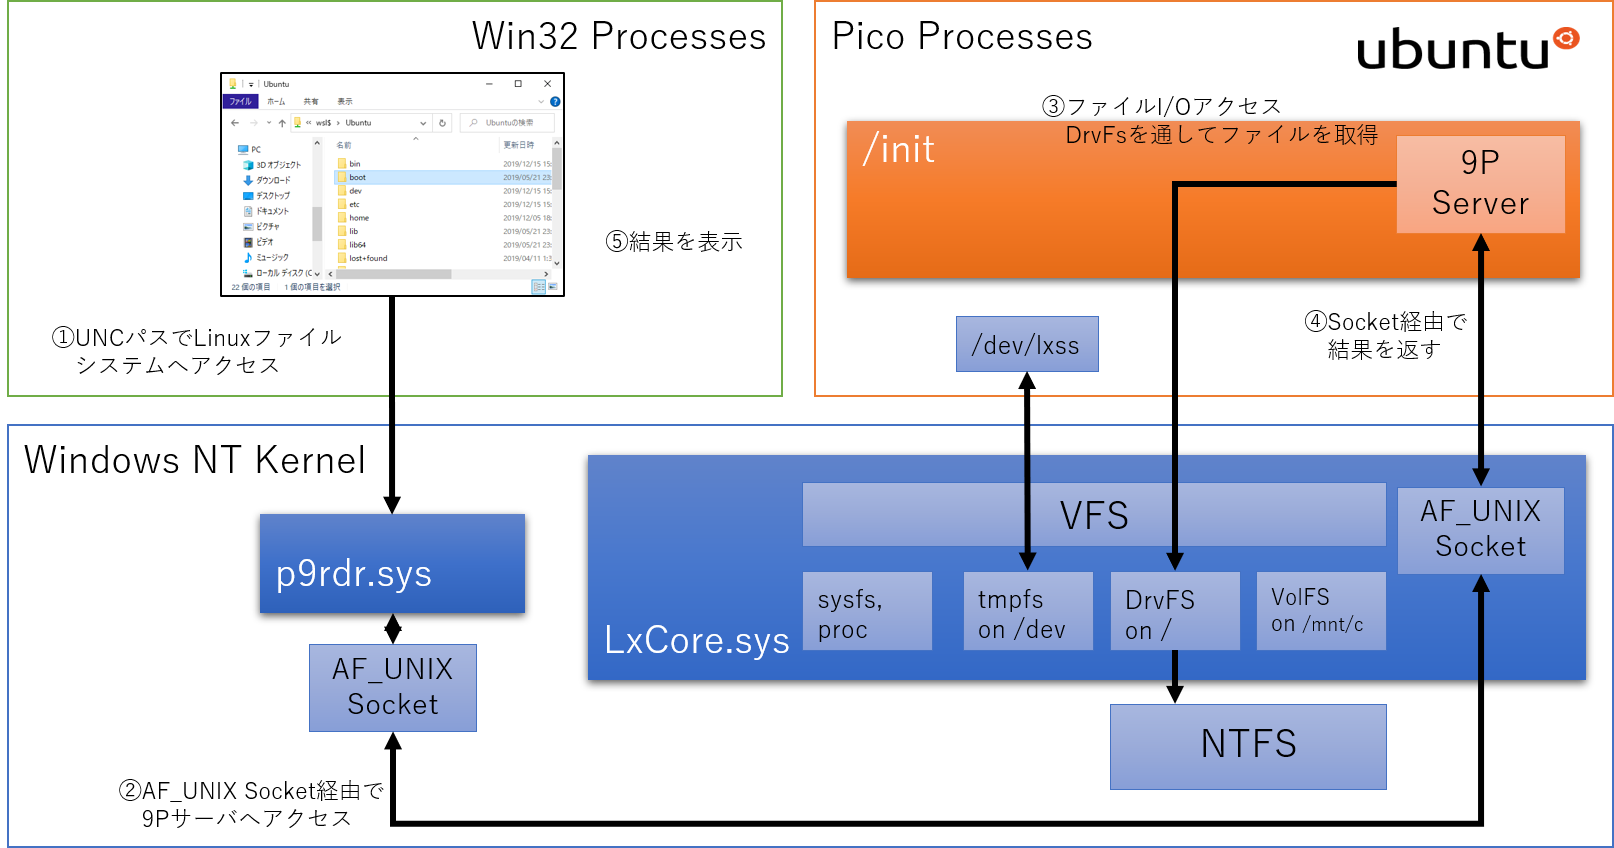 Win32 Processes
Ubuntu
ファイル ホーム 共有 表示
« wsl$ › Ubuntu
Ubuntuの検索
PC
3D オブジェクト
ダウンロード
デスクトップ
ドキュメント
ピクチャ
ビデオ
ミュージック
ローカル ディスク (C
名前 更新日時
bin 2019/12/15 15:
boot 2019/05/21 23:
dev 2019/12/15 15:
etc 2019/12/15 15:
home 2019/12/05 18:
lib 2019/05/21 23:
lib64 2019/05/21 23:
lost+found 2019/04/11 1:3
22 個の項目 1 個の項目を選択
⑤結果を表示
①UNCパスでLinuxファイル
システムへアクセス
Pico Processes
ubuntu
③ファイルI/Oアクセス
DrvFsを通してファイルを取得
/init
9P
Server
/dev/lxss
④Socket経由で
結果を返す
Windows NT Kernel
p9rdr.sys
AF_UNIX
Socket
②AF_UNIX Socket経由で
9Pサーバへアクセス
LxCore.sys
VFS
sysfs,
proc
tmpfs
on /dev
DrvFS
on /
VolFS
on /mnt/c
AF_UNIX
Socket
NTFS